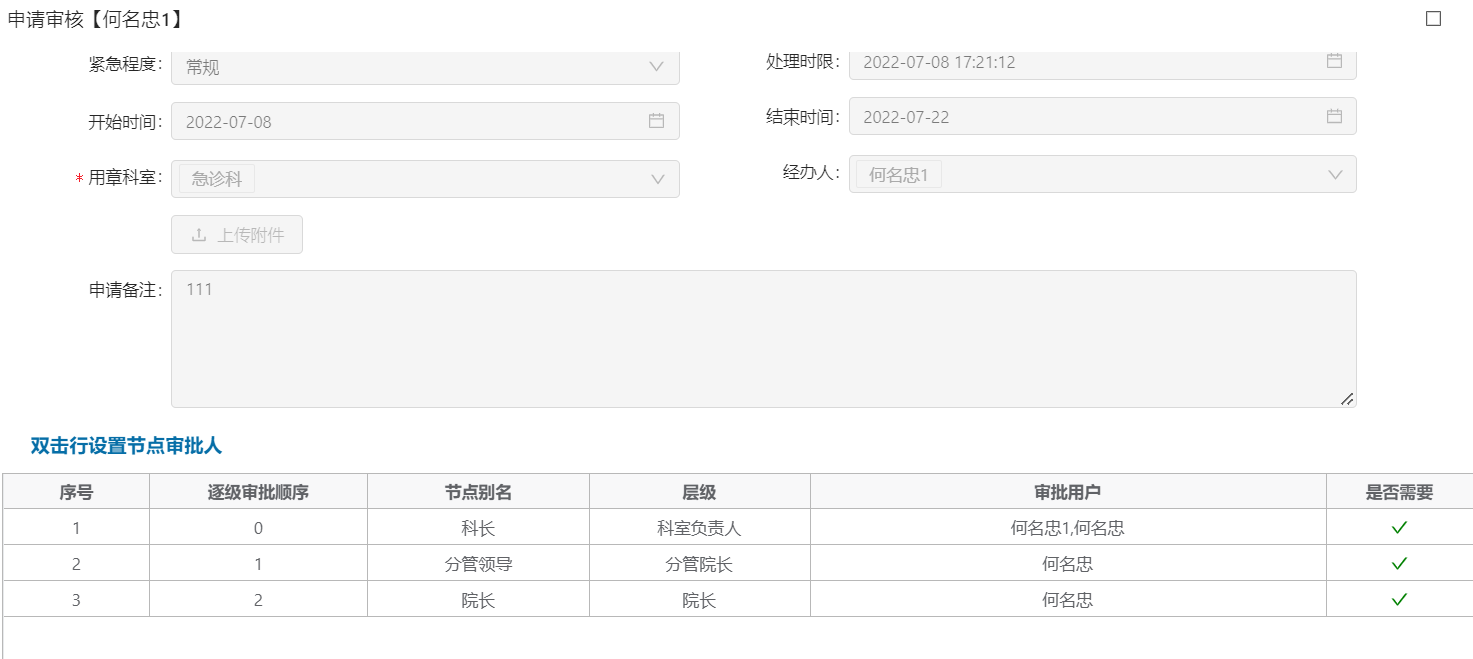 申请审核【何名忠1】
紧急程度: 常规 处理时限: 2022-07-08 17:21:12
开始时间: 2022-07-08 结束时间: 2022-07-22
* 用章科室: 急诊科 经办人: 何名忠1
上传附件
申请备注: 111
双击行设置节点审批人
序号 逐级审批顺序 节点别名 层级 审批用户 是否需要
1 0 科长 科室负责人 何名忠1,何名忠
2 1 分管领导 分管院长 何名忠
3 2 院长 院长 何名忠